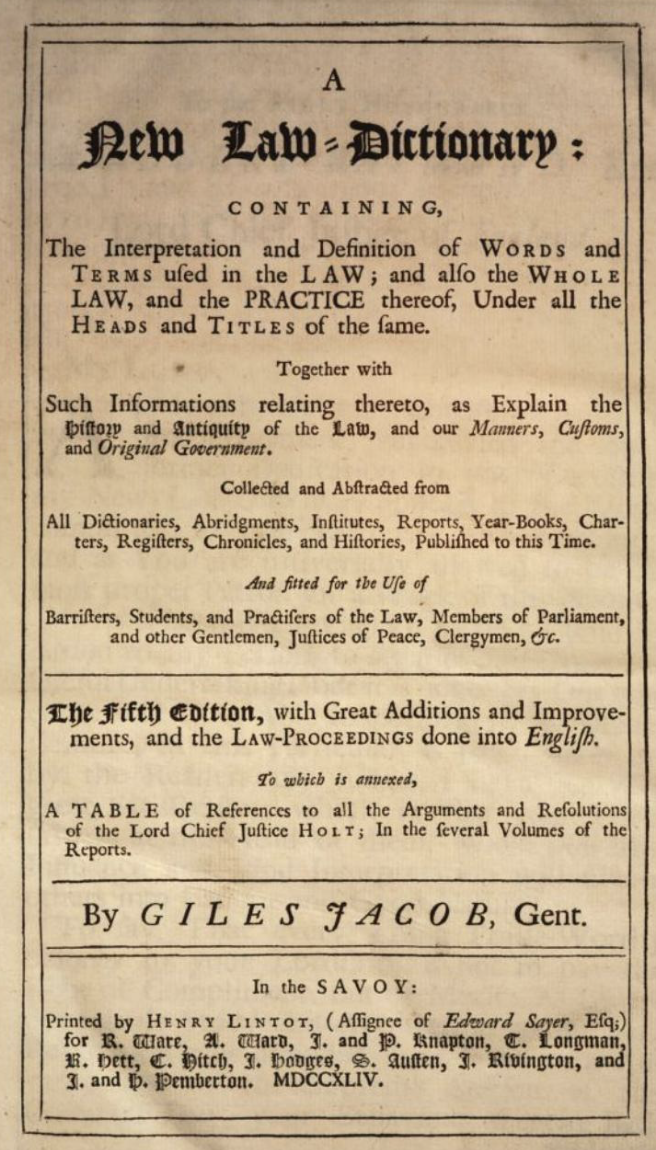 A
New Law-Dictionary:
CONTAINING,
The Interpretation and Definition of WORDS and
TERMS uſed in the LAW; and alſo the WHOLE
LAW, and the PRACTICE thereof, Under all the
HEADS and TITLES of the ſame.
Together with
Such Informations relating thereto, as Explain the
Hiſtory and Antiquity of the Law, and our Manners, Cuſtoms,
and Original Government.
Collected and Abſtracted from
All Dictionaries, Abridgments, Inſtitutes, Reports, Year-Books, Char-
ters, Regiſters, Chronicles, and Hiſtories, Publiſhed to this Time.
And fitted for the Uſe of
Barriſters, Students, and Practiſers of the Law, Members of Parliament,
and other Gentlemen, Juſtices of Peace, Clergymen, &c.
The Fifth Edition, with Great Additions and Improve-
ments, and the LAW-PROCEEDINGS done into Engliſh.
To which is annexed,
A TABLE of References to all the Arguments and Reſolutions
of the Lord Chief Juſtice HOLT; In the ſeveral Volumes of the
Reports.
By GILES JACOB, Gent.
In the SAVOY:
Printed by HENRY LINTOT, (Aſſignee of Edward Sayer, Eſq;)
for R. Ware, A. Ward, J. and P. Knapton, T. Longman,
R. Hett, C. Hitch, J. Hodges, S. Auſten, J. Rivington, and
J. and H. Pemberton. MDCCXLIV.